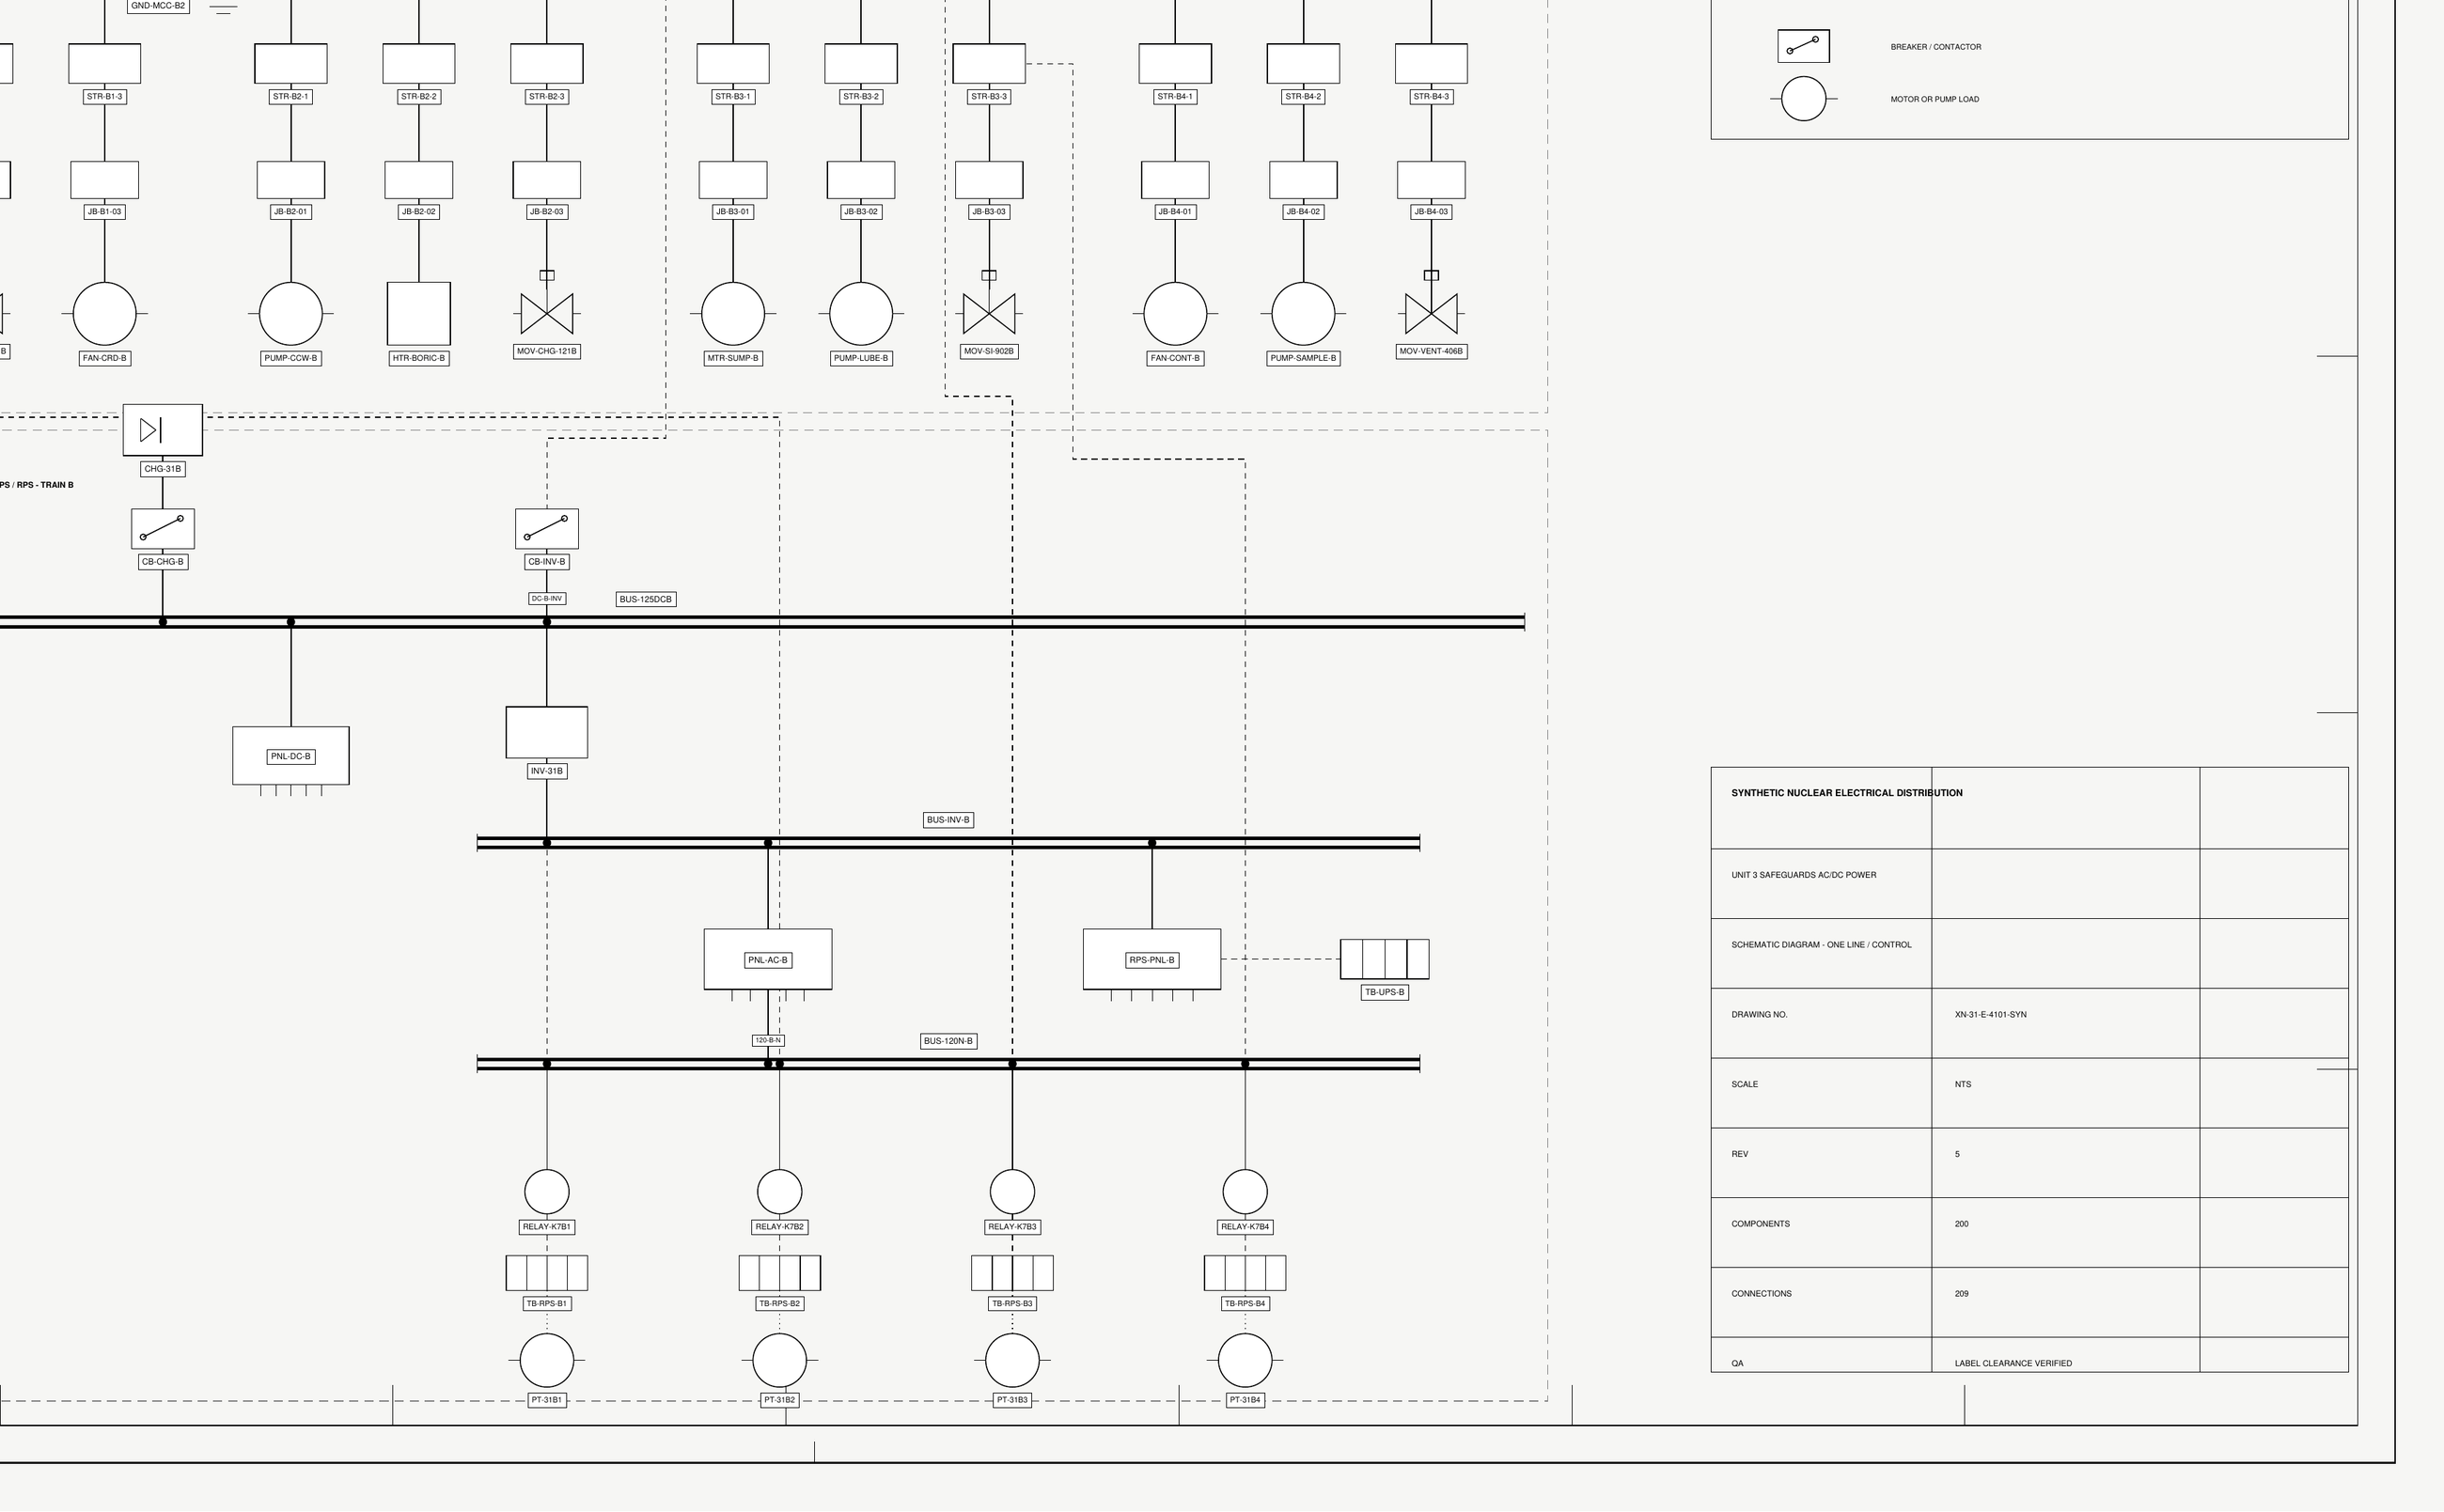 GND-MCC-B2
BREAKER / CONTACTOR
STR-B1-3
STR-B2-1
STR-B2-2
STR-B2-3
STR-B3-1
STR-B3-2
STR-B3-3
STR-B4-1
STR-B4-2
STR-B4-3
MOTOR OR PUMP LOAD
JB-B1-03
JB-B2-01
JB-B2-02
JB-B2-03
JB-B3-01
JB-B3-02
JB-B3-03
JB-B4-01
JB-B4-02
JB-B4-03
B
FAN-CRD-B
PUMP-CCW-B
HTR-BORIC-B
MOV-CHG-121B
MTR-SUMP-B
PUMP-LUBE-B
MOV-SI-902B
FAN-CONT-B
PUMP-SAMPLE-B
MOV-VENT-406B
CHG-31B
PS / RPS - TRAIN B
CB-CHG-B
CB-INV-B
DC-B-INV
BUS-125DCB
PNL-DC-B
INV-31B
BUS-INV-B
PNL-AC-B
RPS-PNL-B
TB-UPS-B
120-B-N
BUS-120N-B
RELAY-K7B1
RELAY-K7B2
RELAY-K7B3
RELAY-K7B4
TB-RPS-B1
TB-RPS-B2
TB-RPS-B3
TB-RPS-B4
PT-31B1
PT-31B2
PT-31B3
PT-31B4
SYNTHETIC NUCLEAR ELECTRICAL DISTRIBUTION
UNIT 3 SAFEGUARDS AC/DC POWER
SCHEMATIC DIAGRAM - ONE LINE / CONTROL
DRAWING NO. XN-31-E-4101-SYN
SCALE NTS
REV 5
COMPONENTS 200
CONNECTIONS 209
QA LABEL CLEARANCE VERIFIED